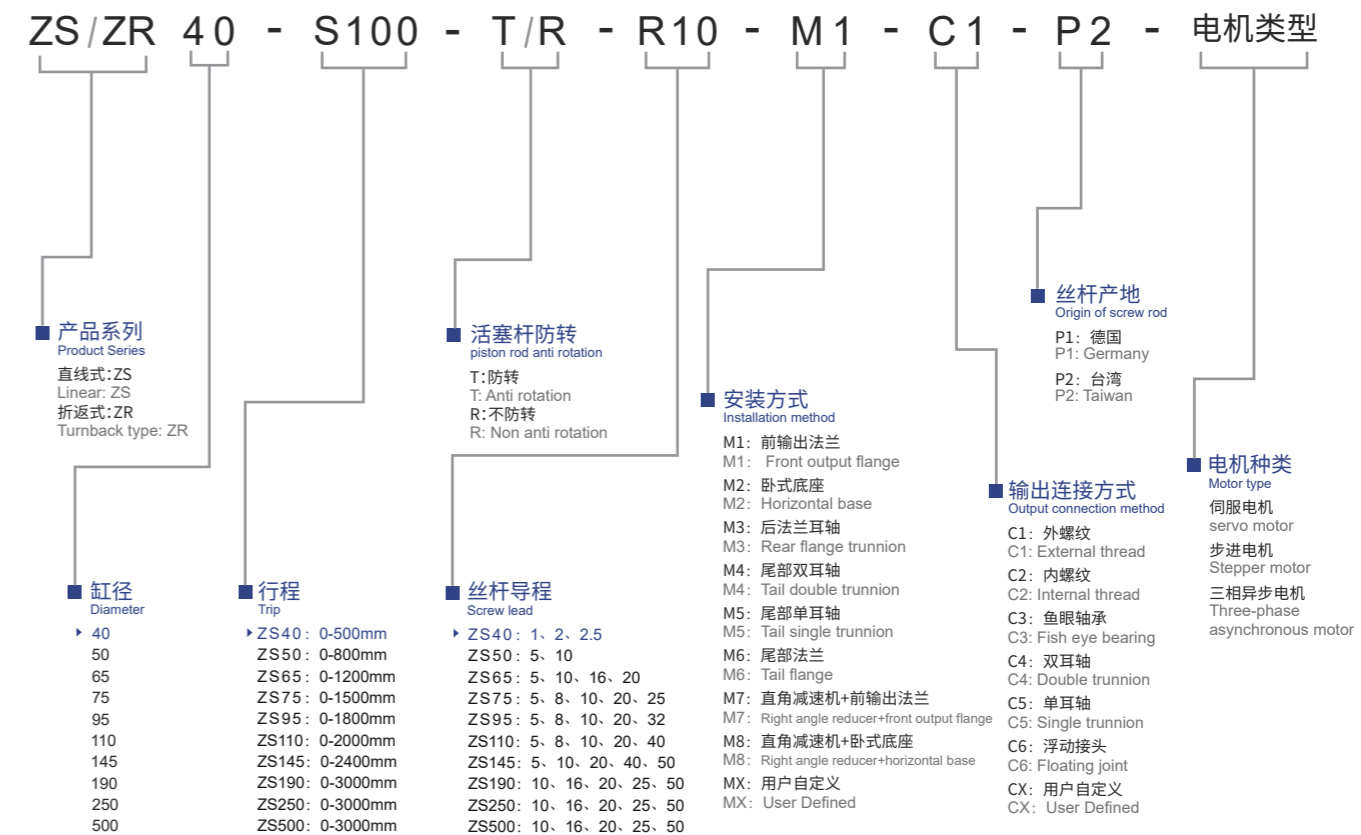 ZS/ZR 40 - S100 - T/R - R10 - M1 - C1 - P2 - 电机类型
产品系列
Product Series
直线式:ZS
Linear: ZS
折返式:ZR
Turnback type: ZR
缸径
Diameter
40
50
65
75
95
110
145
190
250
500
行程
Trip
ZS40: 0-500mm
ZS50: 0-800mm
ZS65: 0-1200mm
ZS75: 0-1500mm
ZS95: 0-1800mm
ZS110: 0-2000mm
ZS145: 0-2400mm
ZS190: 0-3000mm
ZS250: 0-3000mm
ZS500: 0-3000mm
活塞杆防转
piston rod anti rotation
T:防转
T: Anti rotation
R:不防转
R: Non anti rotation
丝杆导程
Screw lead
ZS40: 1、2、2.5
ZS50: 5、10
ZS65: 5、10、16、20
ZS75: 5、8、10、20、25
ZS95: 5、8、10、20、32
ZS110: 5、8、10、20、40
ZS145: 5、10、20、40、50
ZS190: 10、16、20、25、50
ZS250: 10、16、20、25、50
ZS500: 10、16、20、25、50
安装方式
Installation method
M1: 前输出法兰
M1: Front output flange
M2: 卧式底座
M2: Horizontal base
M3: 后法兰耳轴
M3: Rear flange trunnion
M4: 尾部双耳轴
M4: Tail double trunnion
M5: 尾部单耳轴
M5: Tail single trunnion
M6: 尾部法兰
M6: Tail flange
M7: 直角减速机+前输出法兰
M7: Right angle reducer+front output flange
M8: 直角减速机+卧式底座
M8: Right angle reducer+horizontal base
MX: 用户自定义
MX: User Defined
输出连接方式
Output connection method
C1: 外螺纹
C1: External thread
C2: 内螺纹
C2: Internal thread
C3: 鱼眼轴承
C3: Fish eye bearing
C4: 双耳轴
C4: Double trunnion
C5: 单耳轴
C5: Single trunnion
C6: 浮动接头
C6: Floating joint
CX: 用户自定义
CX: User Defined
丝杆产地
Origin of screw rod
P1: 德国
P1: Germany
P2: 台湾
P2: Taiwan
电机种类
Motor type
伺服电机
servo motor
步进电机
Stepper motor
三相异步电机
Three-phase
asynchronous motor